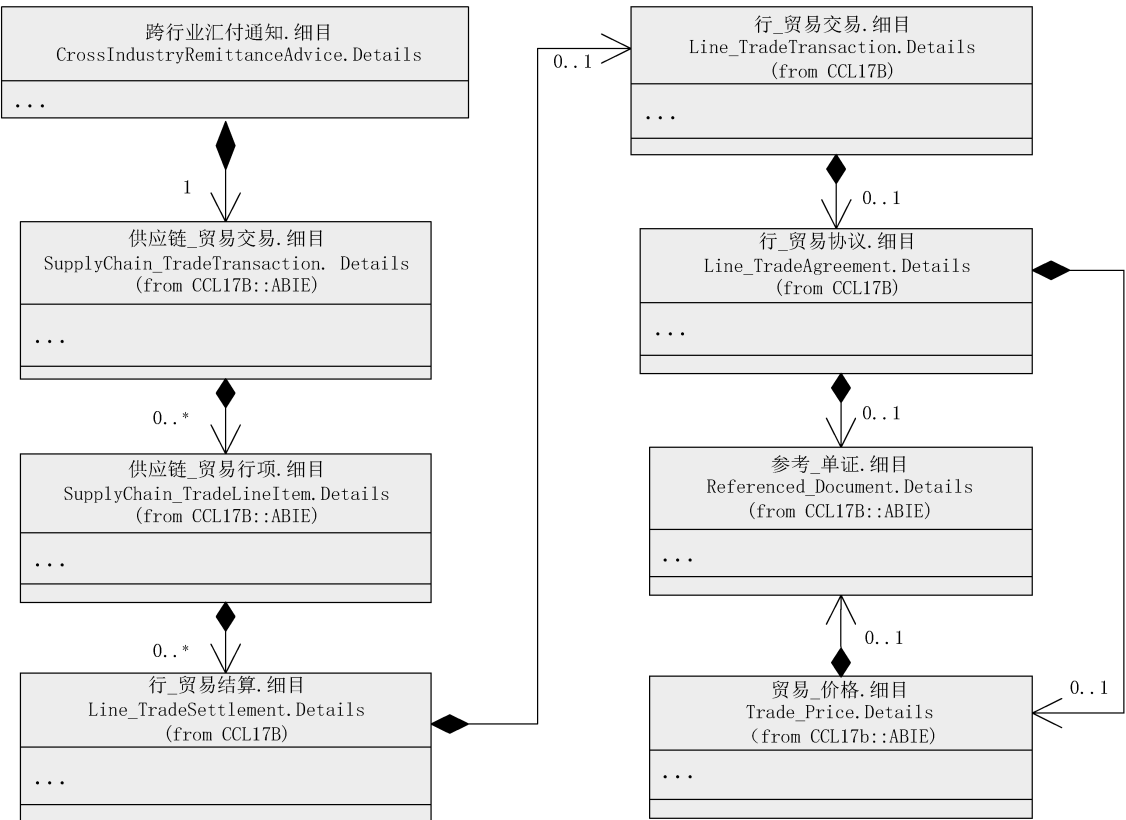 跨行业汇付通知.细目
CrossIndustryRemittanceAdvice.Details
...
1
供应链_贸易交易.细目
SupplyChain_TradeTransaction. Details
(from CCL17B::ABIE)
...
0..*
供应链_贸易行项.细目
SupplyChain_TradeLineItem.Details
(from CCL17B::ABIE)
...
0..*
行_贸易结算.细目
Line_TradeSettlement.Details
(from CCL17B)
...
0..1
行_贸易交易.细目
Line_TradeTransaction.Details
(from CCL17B)
...
0..1
行_贸易协议.细目
Line_TradeAgreement.Details
(from CCL17B)
...
0..1
参考_单证.细目
Referenced_Document.Details
(from CCL17B::ABIE)
...
0..1
0..1
贸易_价格.细目
Trade_Price.Details
（from CCL17b::ABIE)
...